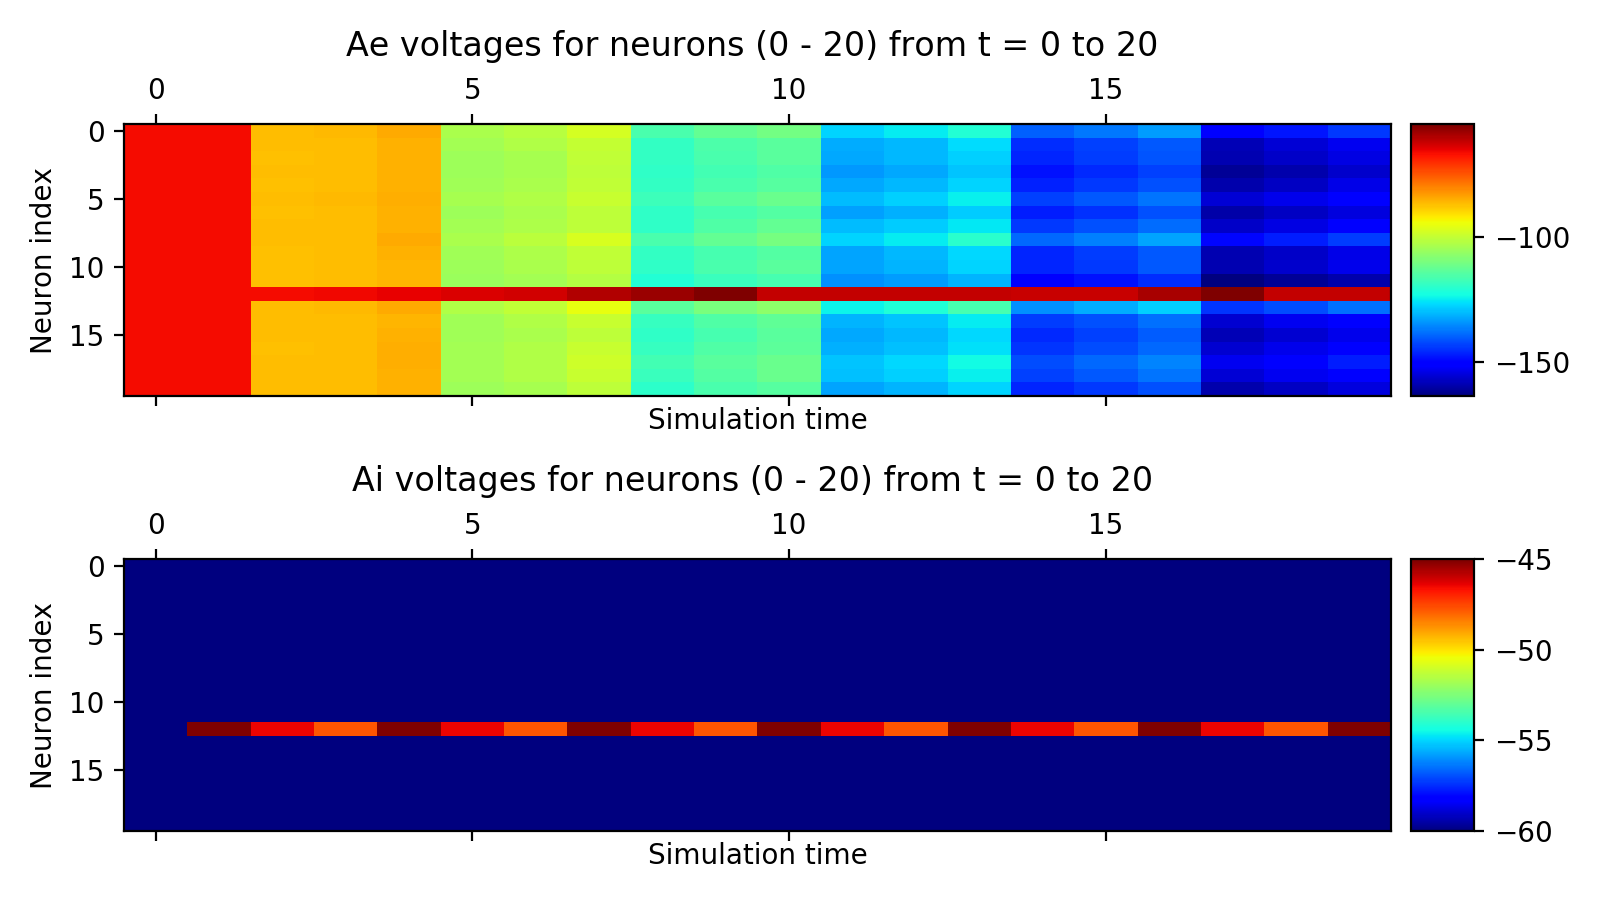 Ae voltages for neurons (0 - 20) from t = 0 to 20
0 5 10 15
Neuron index
0
5
10
15
Simulation time
−100
−150
Ai voltages for neurons (0 - 20) from t = 0 to 20
0 5 10 15
Neuron index
0
5
10
15
Simulation time
−45
−50
−55
−60